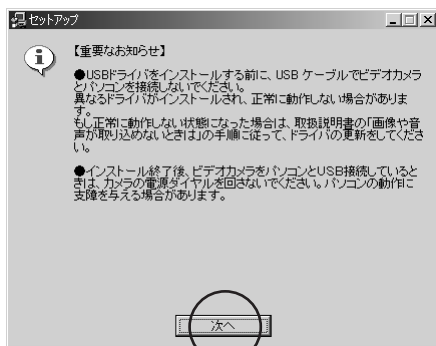 セットアップ
【重要なお知らせ】
●USBドライバをインストールする前に、USB ケーブルでビデオカメラ
とパソコンを接続しないでください。
異なるドライバがインストールされ、正常に動作しない場合がありま
す。
もし正常に動作しない状態になった場合は、取扱説明書の「画像や音
声が取り込めないときは」の手順に従って、ドライバの更新をしてくださ
い。
●インストール終了後、ビデオカメラをパソコンとUSB接続していると
きは、カメラの電源ダイヤルを回さないでください。パソコンの動作に
支障を与える場合があります。
次へ